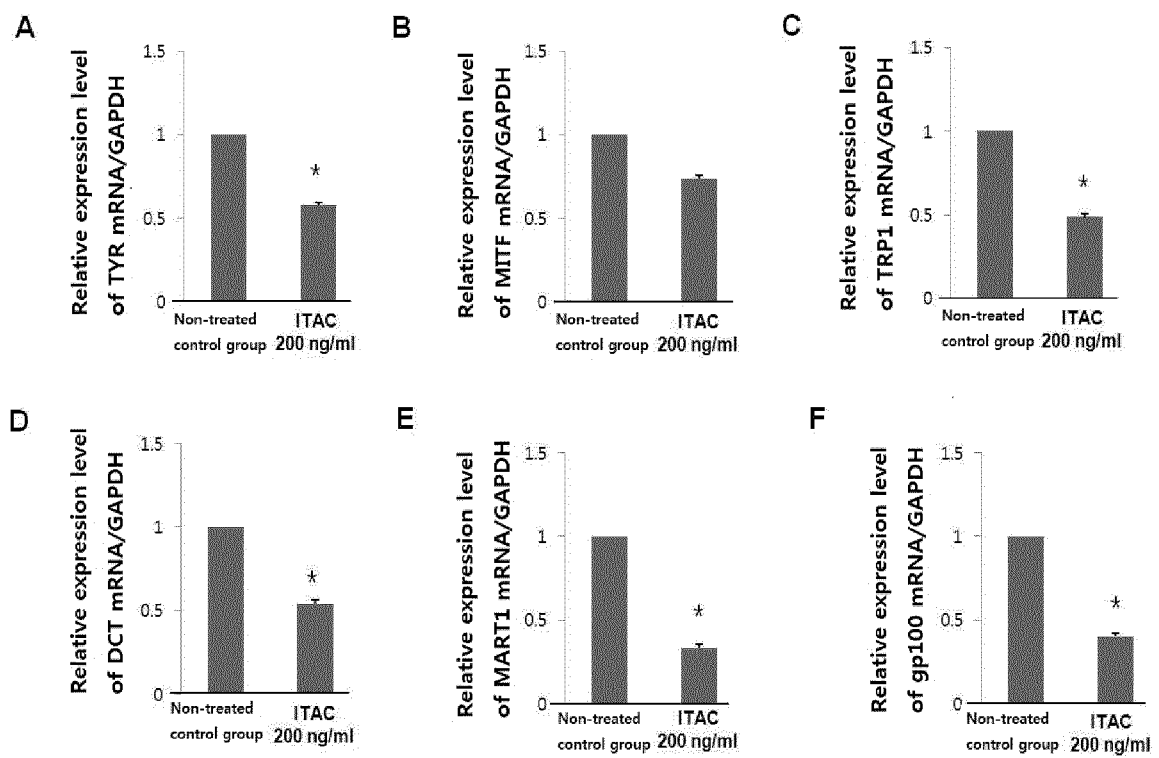 A
Relative expression level
of TYR mRNA/GAPDH
1.5
1
0.5
0
*
Non-treated
control group
ITAC
200 ng/ml
B
Relative expression level
of MITF mRNA/GAPDH
1.5
1
0.5
0
Non-treated
control group
ITAC
200 ng/ml
C
Relative expression level
of TRP1 mRNA/GAPDH
1.5
1
0.5
0
*
Non-treated
control group
ITAC
200 ng/ml
D
Relative expression level
of DCT mRNA/GAPDH
1.5
1
0.5
0
*
Non-treated
control group
ITAC
200 ng/ml
E
Relative expression level
of MART1 mRNA/GAPDH
1.5
1
0.5
0
*
Non-treated
control group
ITAC
200 ng/ml
F
Relative expression level
of gp100 mRNA/GAPDH
1.5
1
0.5
0
*
Non-treated
control group
ITAC
200 ng/ml